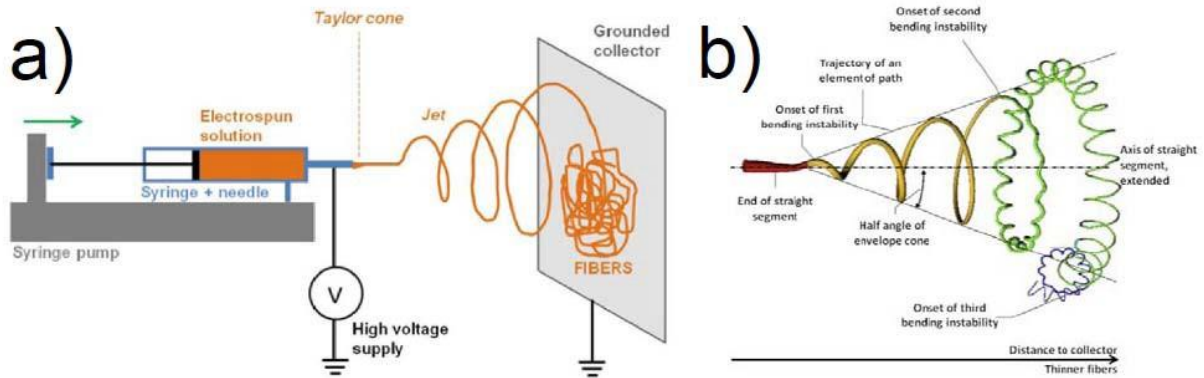 a)
Taylor cone
Grounded
collector
Electrospun
solution
Jet
Syringe + needle
Syringe pump
FIBERS
V
High voltage
supply
b)
Onset of second
bending instability
Trajectory of an
element of path
Onset of first
bending instability
Axis of straight
segment,
extended
End of straight
segment
Half angle of
envelope cone
Onset of third
bending instability
Distance to collector
Thinner fibers